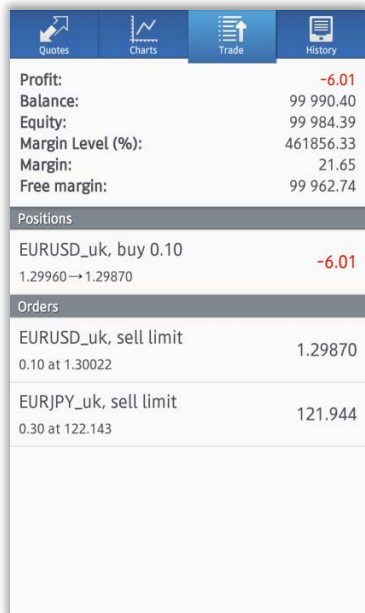 Quotes Charts Trade History
Profit: -6.01
Balance: 99 990.40
Equity: 99 984.39
Margin Level (%): 461856.33
Margin: 21.65
Free margin: 99 962.74
Positions
EURUSD_uk, buy 0.10 -6.01
1.29960→1.29870
Orders
EURUSD_uk, sell limit 1.29870
0.10 at 1.30022
EURJPY_uk, sell limit 121.944
0.30 at 122.143